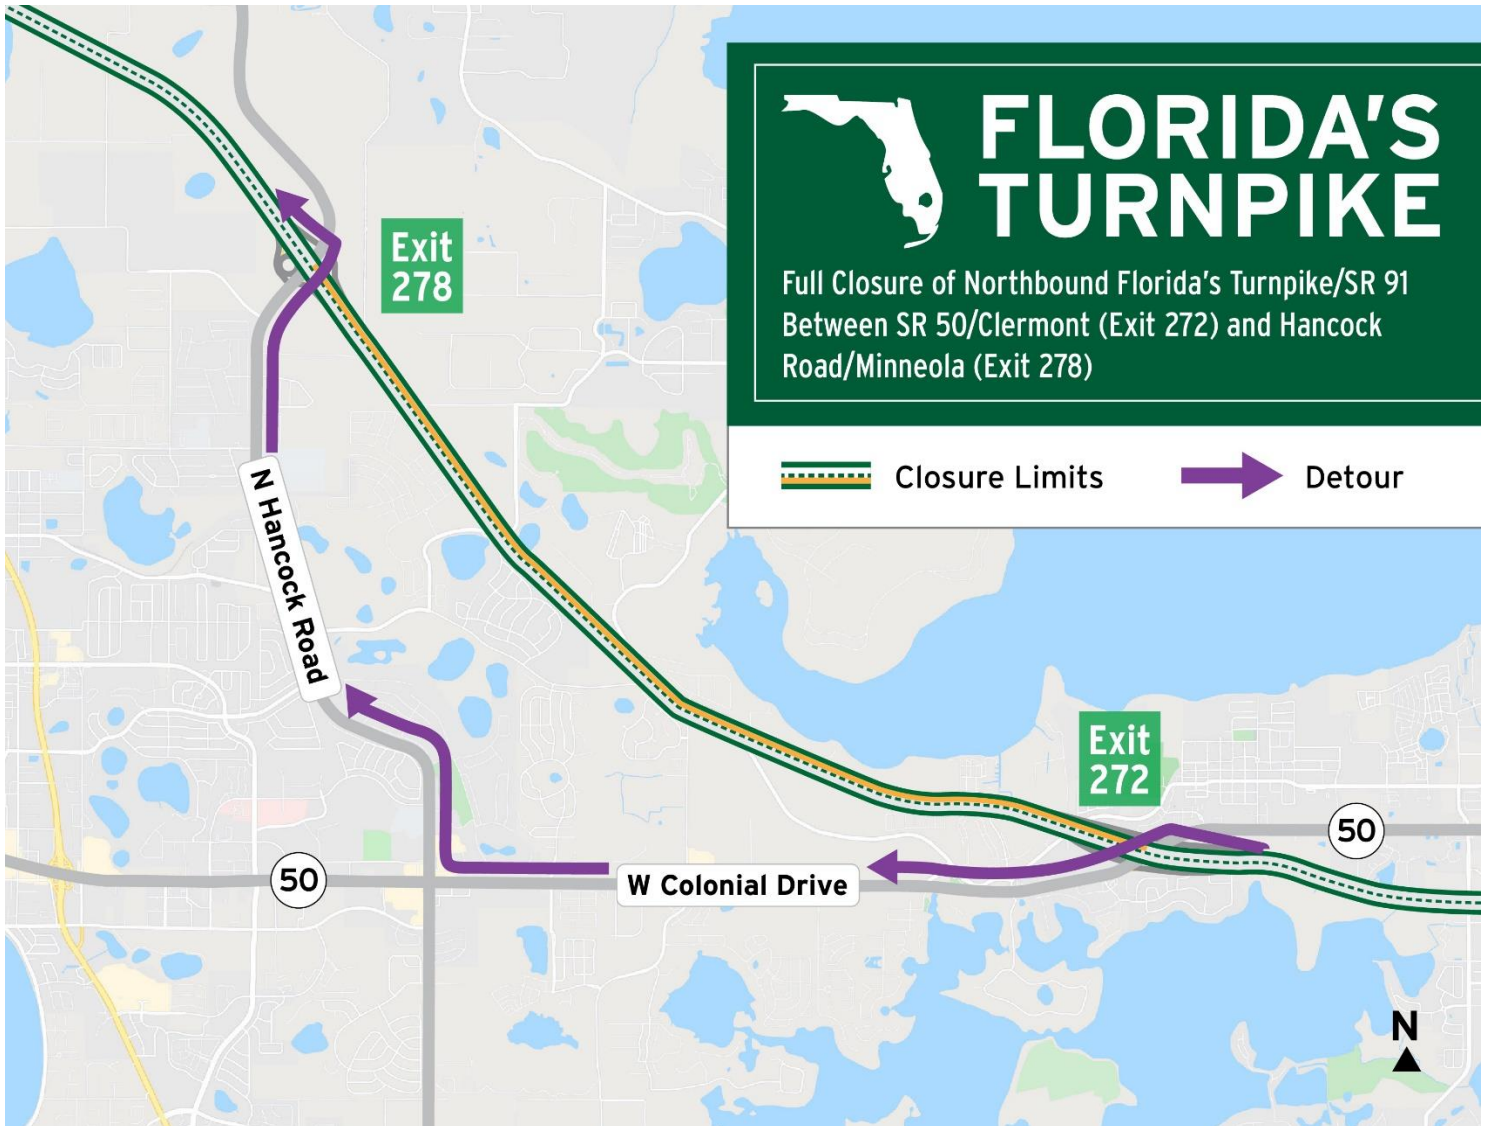 FLORIDA'S
TURNPIKE
Full Closure of Northbound Florida's Turnpike/SR 91
Between SR 50/Clermont (Exit 272) and Hancock
Road/Minneola (Exit 278)
Closure Limits
Detour
Exit
278
N Hancock Road
Exit
272
50
50
W Colonial Drive
N